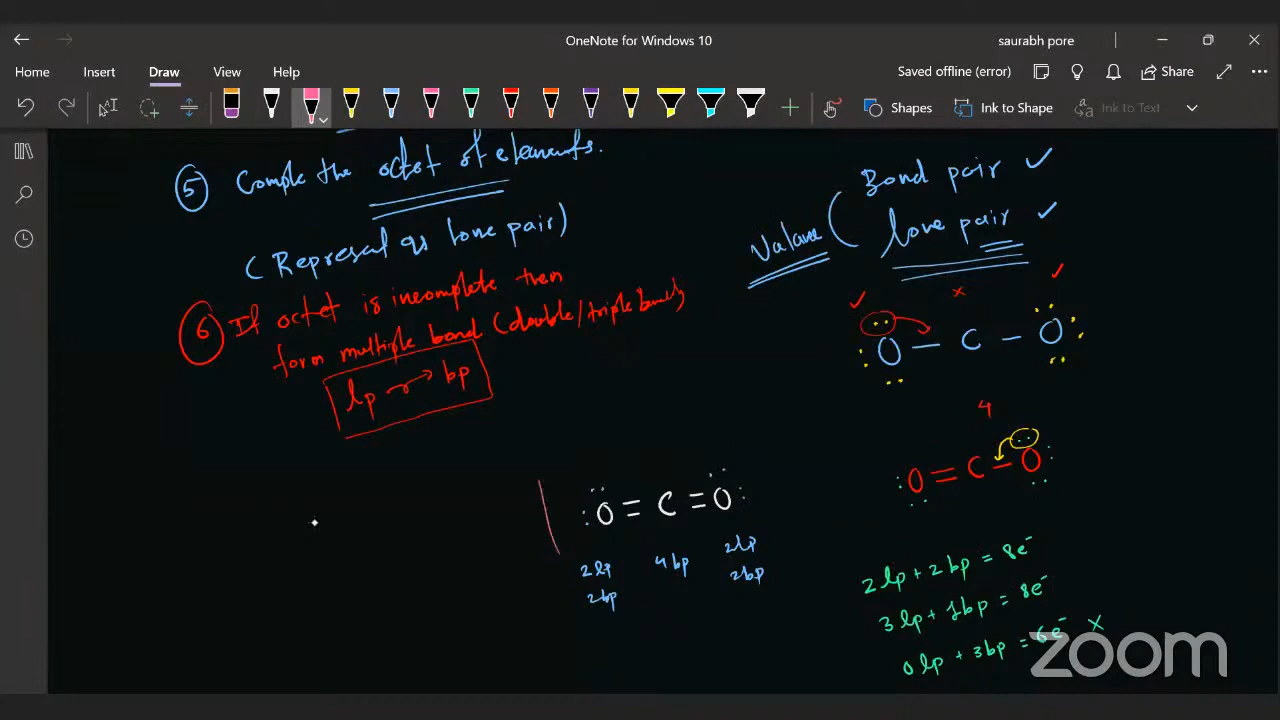 OneNote for Windows 10
saurabh pore
Home Insert Draw View Help
Saved offline (error)
Share
Shapes
Ink to Shape
Ink to Text
5 Comple the octet of elements.
( Represent as lone pair)
6 If octet is incomplete then
form multiple bond (double/triple bond)
lp → bp
Valance ( Bond pair ✓
lone pair ✓
✓ x ✓
O — C — O
4
O = C — O
O = C = O
2lp 4bp 2lp
2bp 2bp
2lp + 2bp = 8e⁻
3lp + 1bp = 8e⁻
0lp + 3bp = 6e⁻ x
zoom